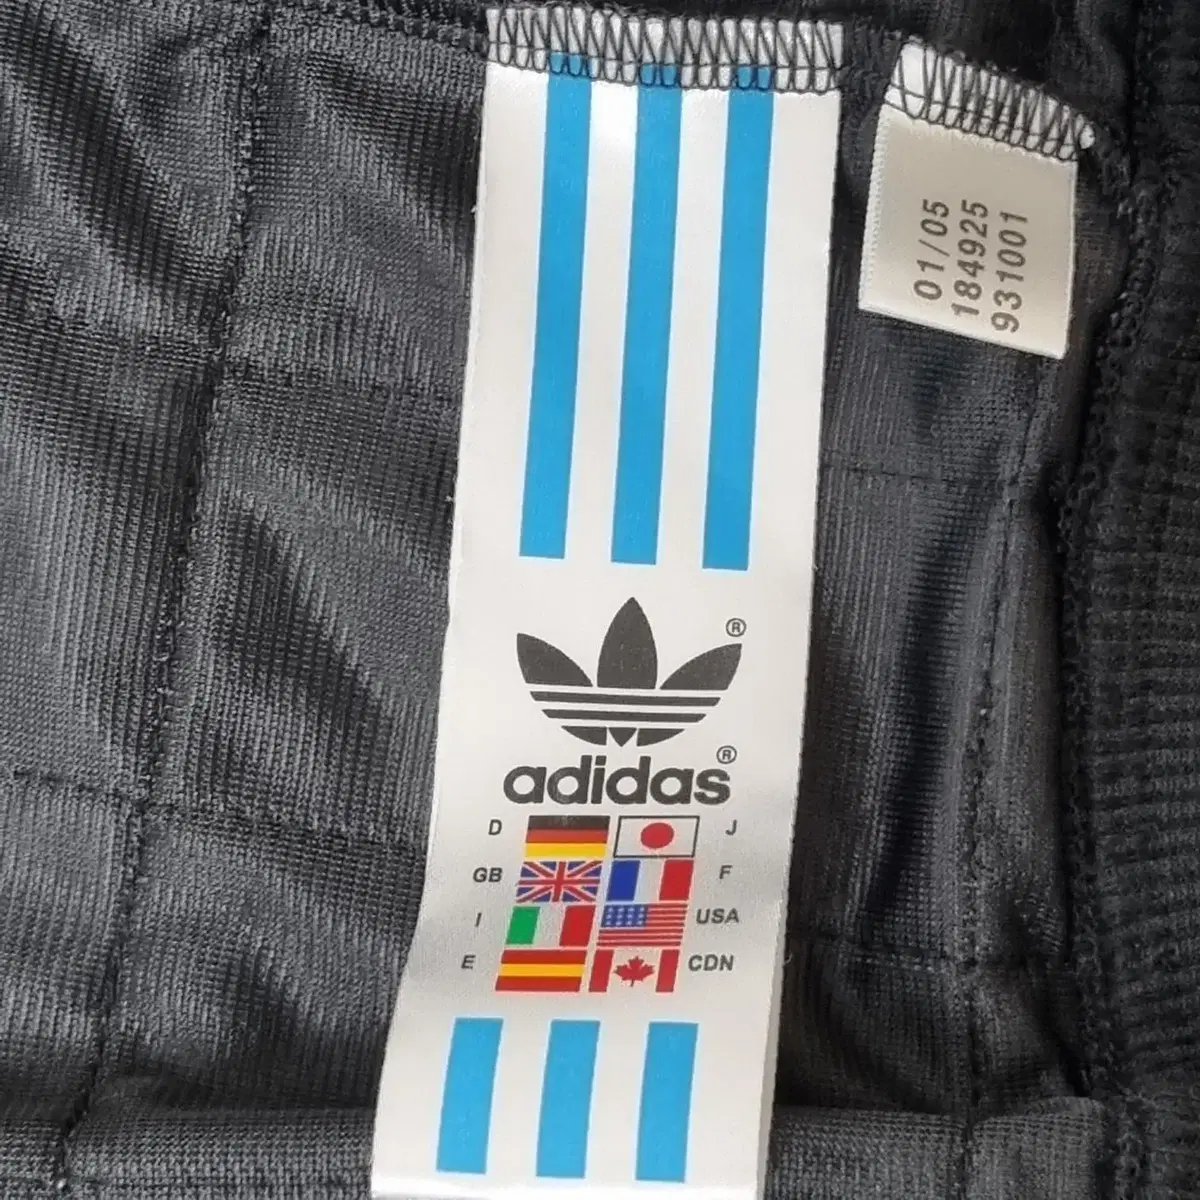 01/05
184925
931001
®
adidas®
D J
GB F
I USA
E CDN